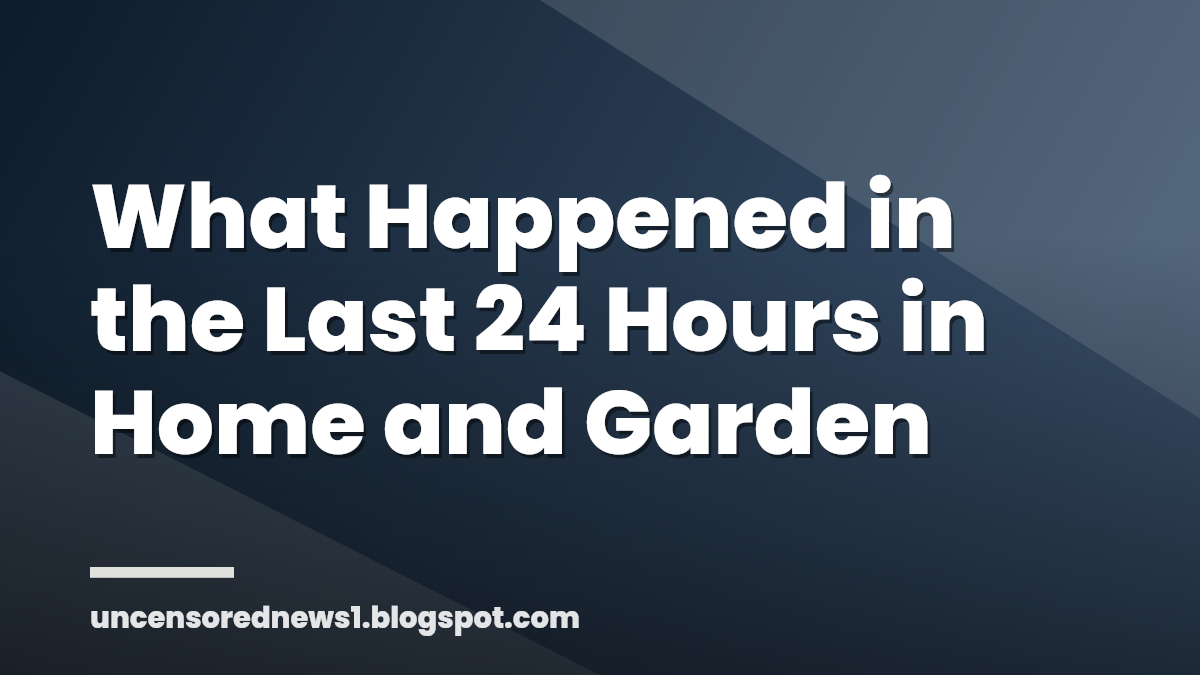 What Happened in
the Last 24 Hours in
Home and Garden
uncensorednews1.blogspot.com